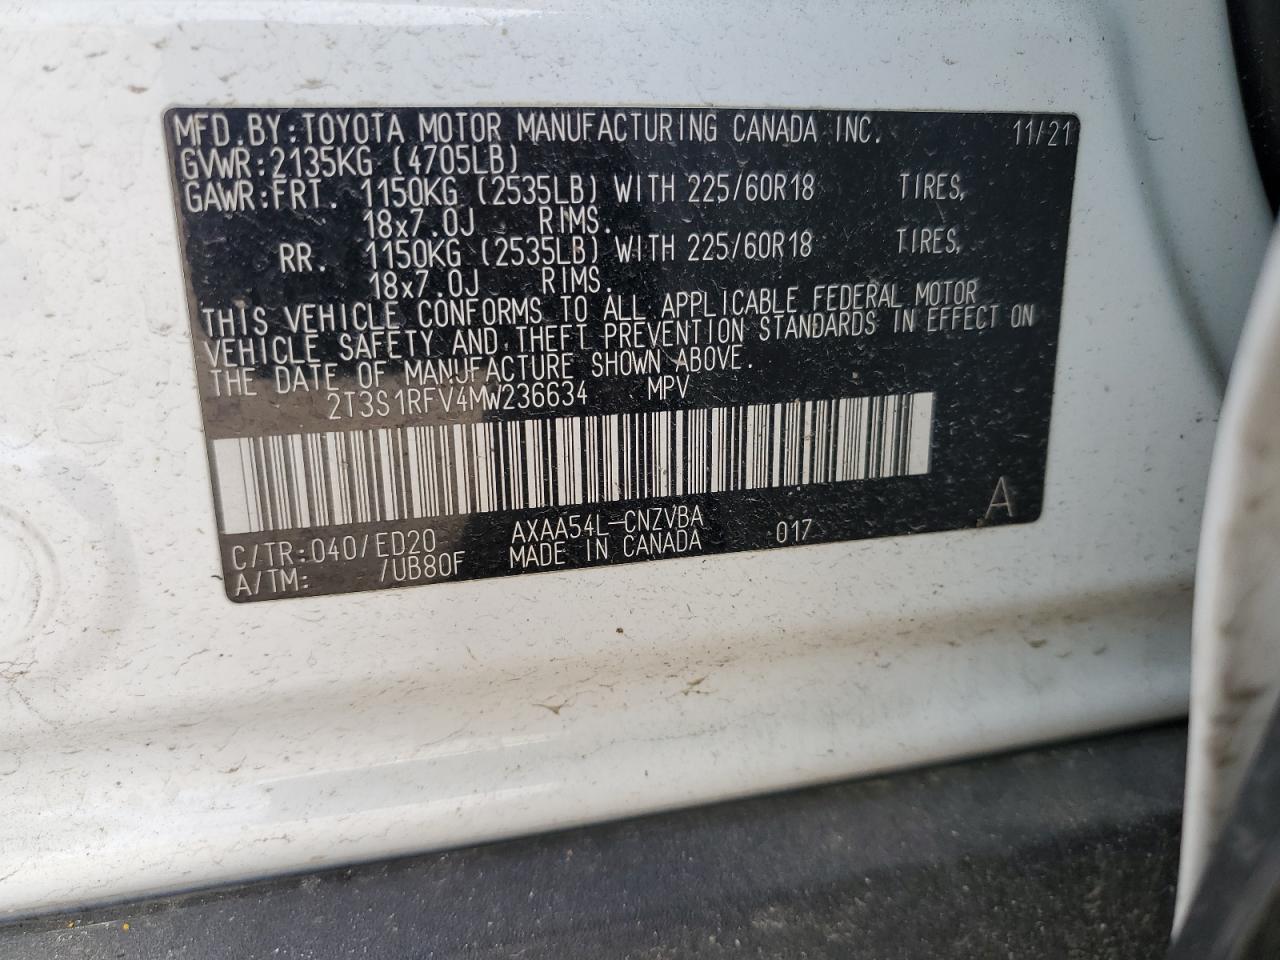 MFD.BY:TOYOTA MOTOR MANUFACTURING CANADA INC. 11/21
GVWR:2135KG (4705LB)
GAWR:FRT. 1150KG (2535LB) WITH 225/60R18 TIRES,
18x7.0J RIMS.
RR. 1150KG (2535LB) WITH 225/60R18 TIRES,
18x7.0J RIMS.
THIS VEHICLE CONFORMS TO ALL APPLICABLE FEDERAL MOTOR
VEHICLE SAFETY AND THEFT PREVENTION STANDARDS IN EFFECT ON
THE DATE OF MANUFACTURE SHOWN ABOVE.
2T3S1RFV4MW236634 MPV
C/TR:040/ED20 AXAA54L-CNZVBA 017 A
A/TM: /UB80F MADE IN CANADA